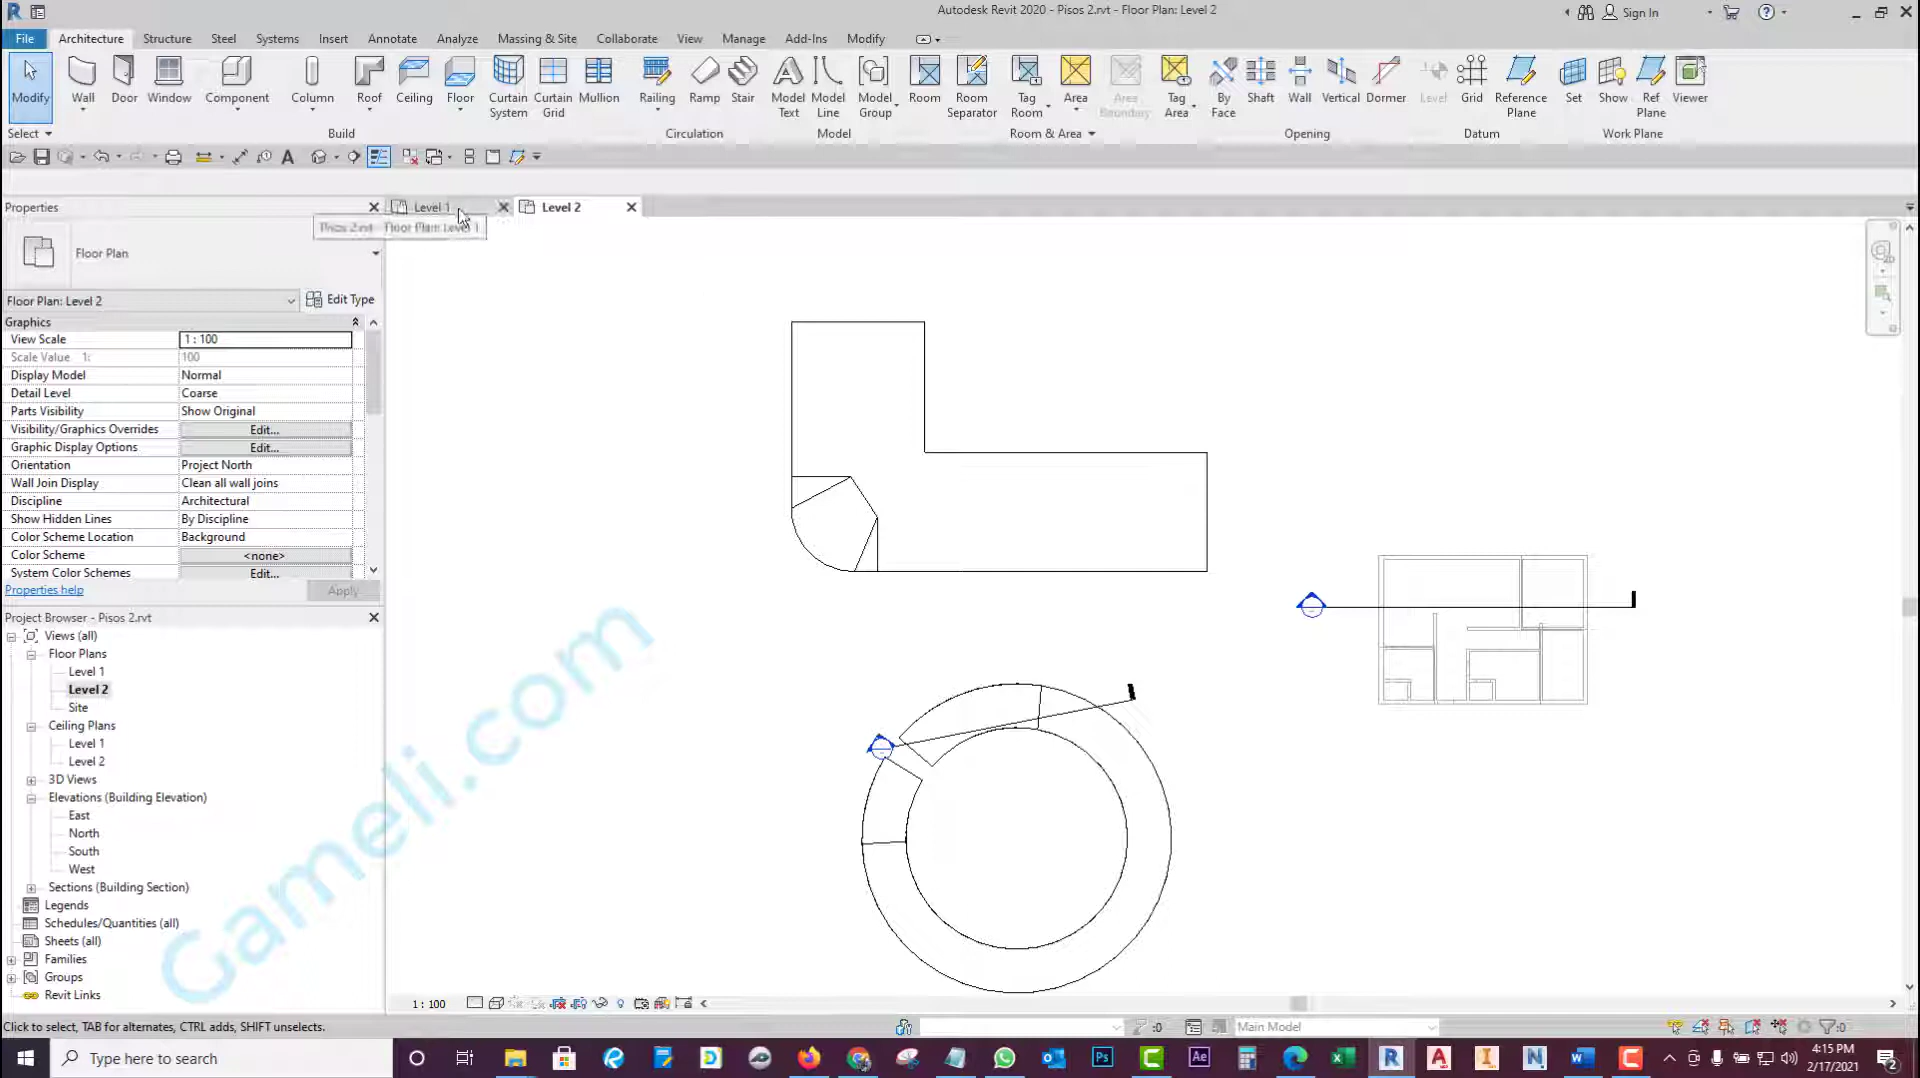 Autodesk Revit 2020 - Pisos 2.rvt - Floor Plan: Level 2
Sign In
File Architecture Structure Steel Systems Insert Annotate Analyze Massing & Site Collaborate View Manage Add-Ins Modify
Modify Wall Door Window Component Column Roof Ceiling Floor Curtain System Curtain Grid Mullion Railing Ramp Stair Model Text Model Line Model Group Room Room Separator Tag Room Area Area Boundary Tag Area By Face Shaft Wall Vertical Dormer Level Grid Reference Plane Set Show Ref Plane Viewer
Select Build Circulation Model Room & Area Opening Datum Work Plane
Properties
Level 1
Level 2
Pisos 2.rvt - Floor Plan: Level 1
Floor Plan
Floor Plan: Level 2
Edit Type
Graphics
View Scale 1 : 100
Scale Value 1: 100
Display Model Normal
Detail Level Coarse
Parts Visibility Show Original
Visibility/Graphics Overrides Edit...
Graphic Display Options Edit...
Orientation Project North
Wall Join Display Clean all wall joins
Discipline Architectural
Show Hidden Lines By Discipline
Color Scheme Location Background
Color Scheme <none>
System Color Schemes Edit...
Properties help
Apply
Project Browser - Pisos 2.rvt
Views (all)
Floor Plans
Level 1
Level 2
Site
Ceiling Plans
Level 1
Level 2
3D Views
Elevations (Building Elevation)
East
North
South
West
Sections (Building Section)
Legends
Schedules/Quantities (all)
Sheets (all)
Families
Groups
Revit Links
Gameli.com
1 : 100
Click to select, TAB for alternates, CTRL adds, SHIFT unselects.
:0
Main Model
:0
Type here to search
4:15 PM
2/17/2021
2